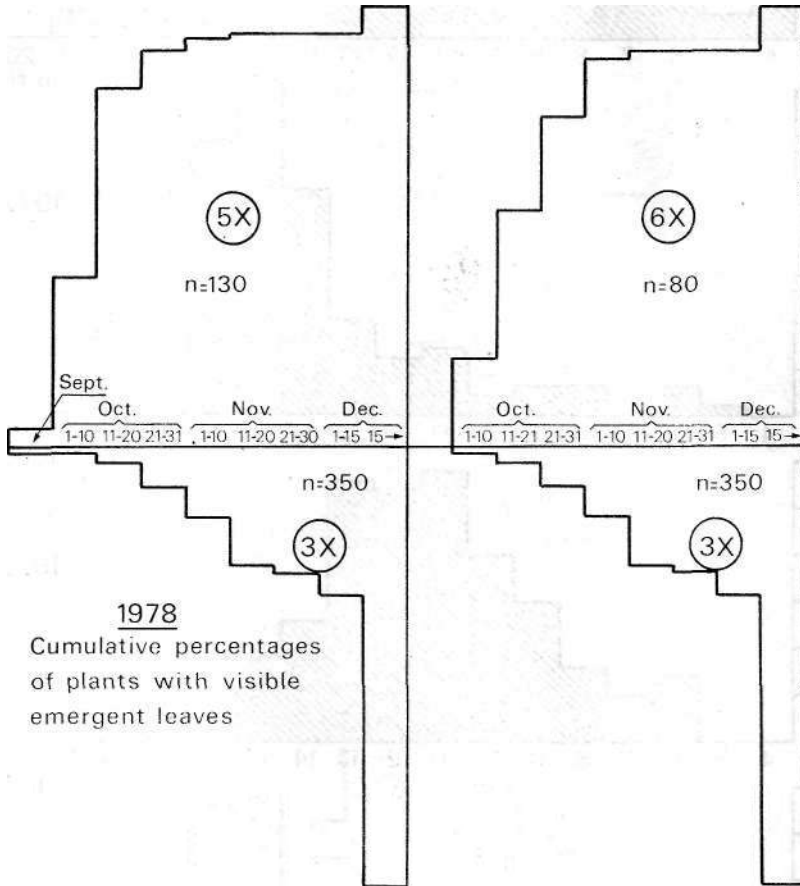 5X
n=130
6X
n=80
Sept.
Oct.
Nov.
Dec.
1-10 11-20 21-31
1-10 11-20 21-30
1-15 15→
Oct.
Nov.
Dec.
1-10 11-21 21-31
1-10 11-20 21-31
1-15 15→
n=350
3X
n=350
3X
1978
Cumulative percentages
of plants with visible
emergent leaves